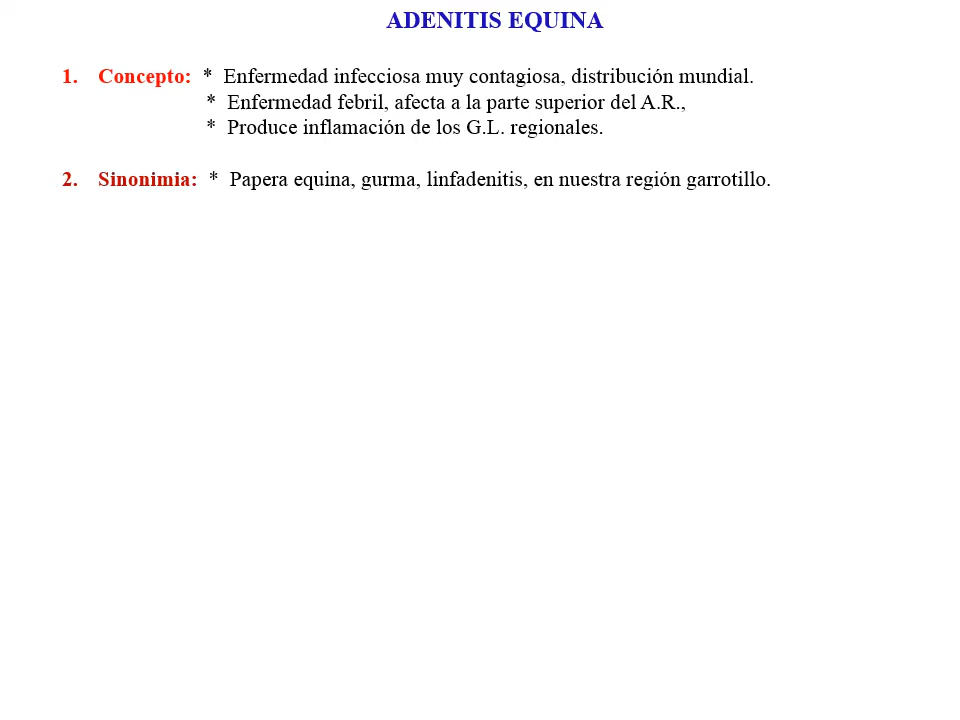 ADENITIS EQUINA
1. Concepto: * Enfermedad infecciosa muy contagiosa, distribución mundial.
* Enfermedad febril, afecta a la parte superior del A.R.,
* Produce inflamación de los G.L. regionales.
2. Sinonimia: * Papera equina, gurma, linfadenitis, en nuestra región garrotillo.